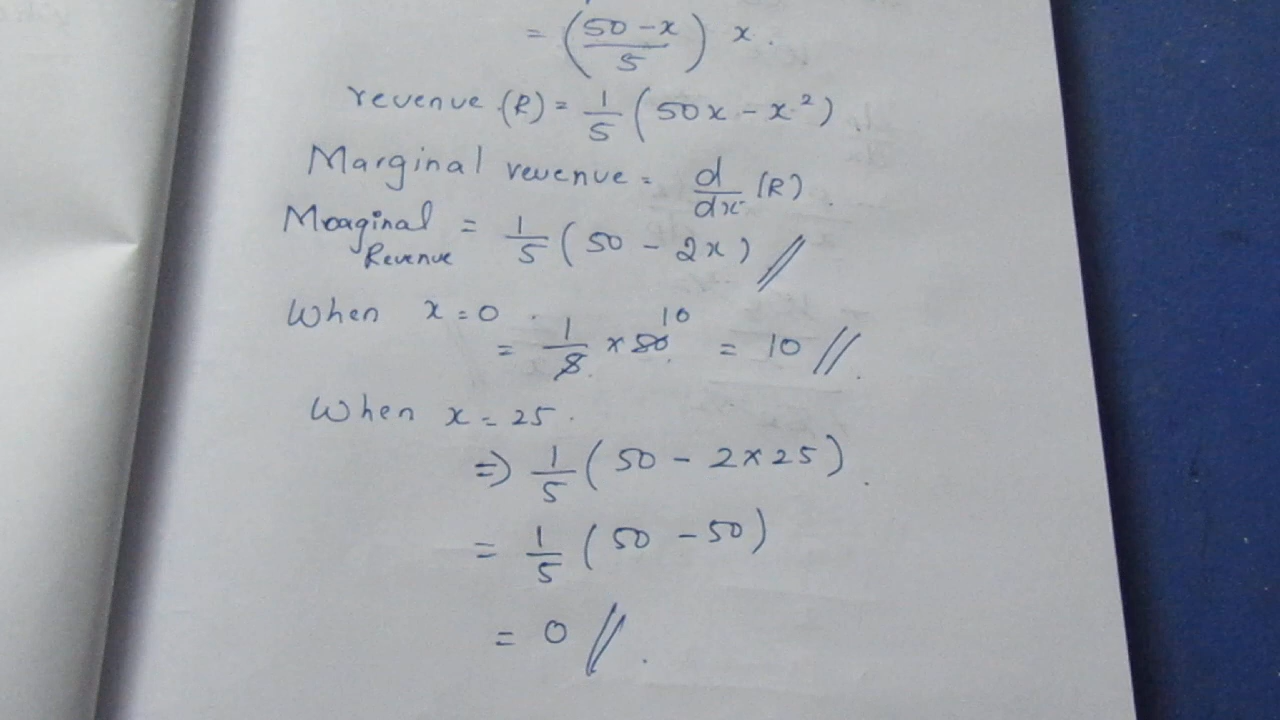 = (50 - x / 5) x.
revenue (R) = 1/5 (50x - x²)
Marginal revenue = d/dx (R).
Marginal Revenue = 1/5 (50 - 2x) //
When x = 0.
= 1/5 × 50 10 = 10 //.
When x = 25.
⇒ 1/5 (50 - 2×25).
= 1/5 (50 - 50)
= 0 //.